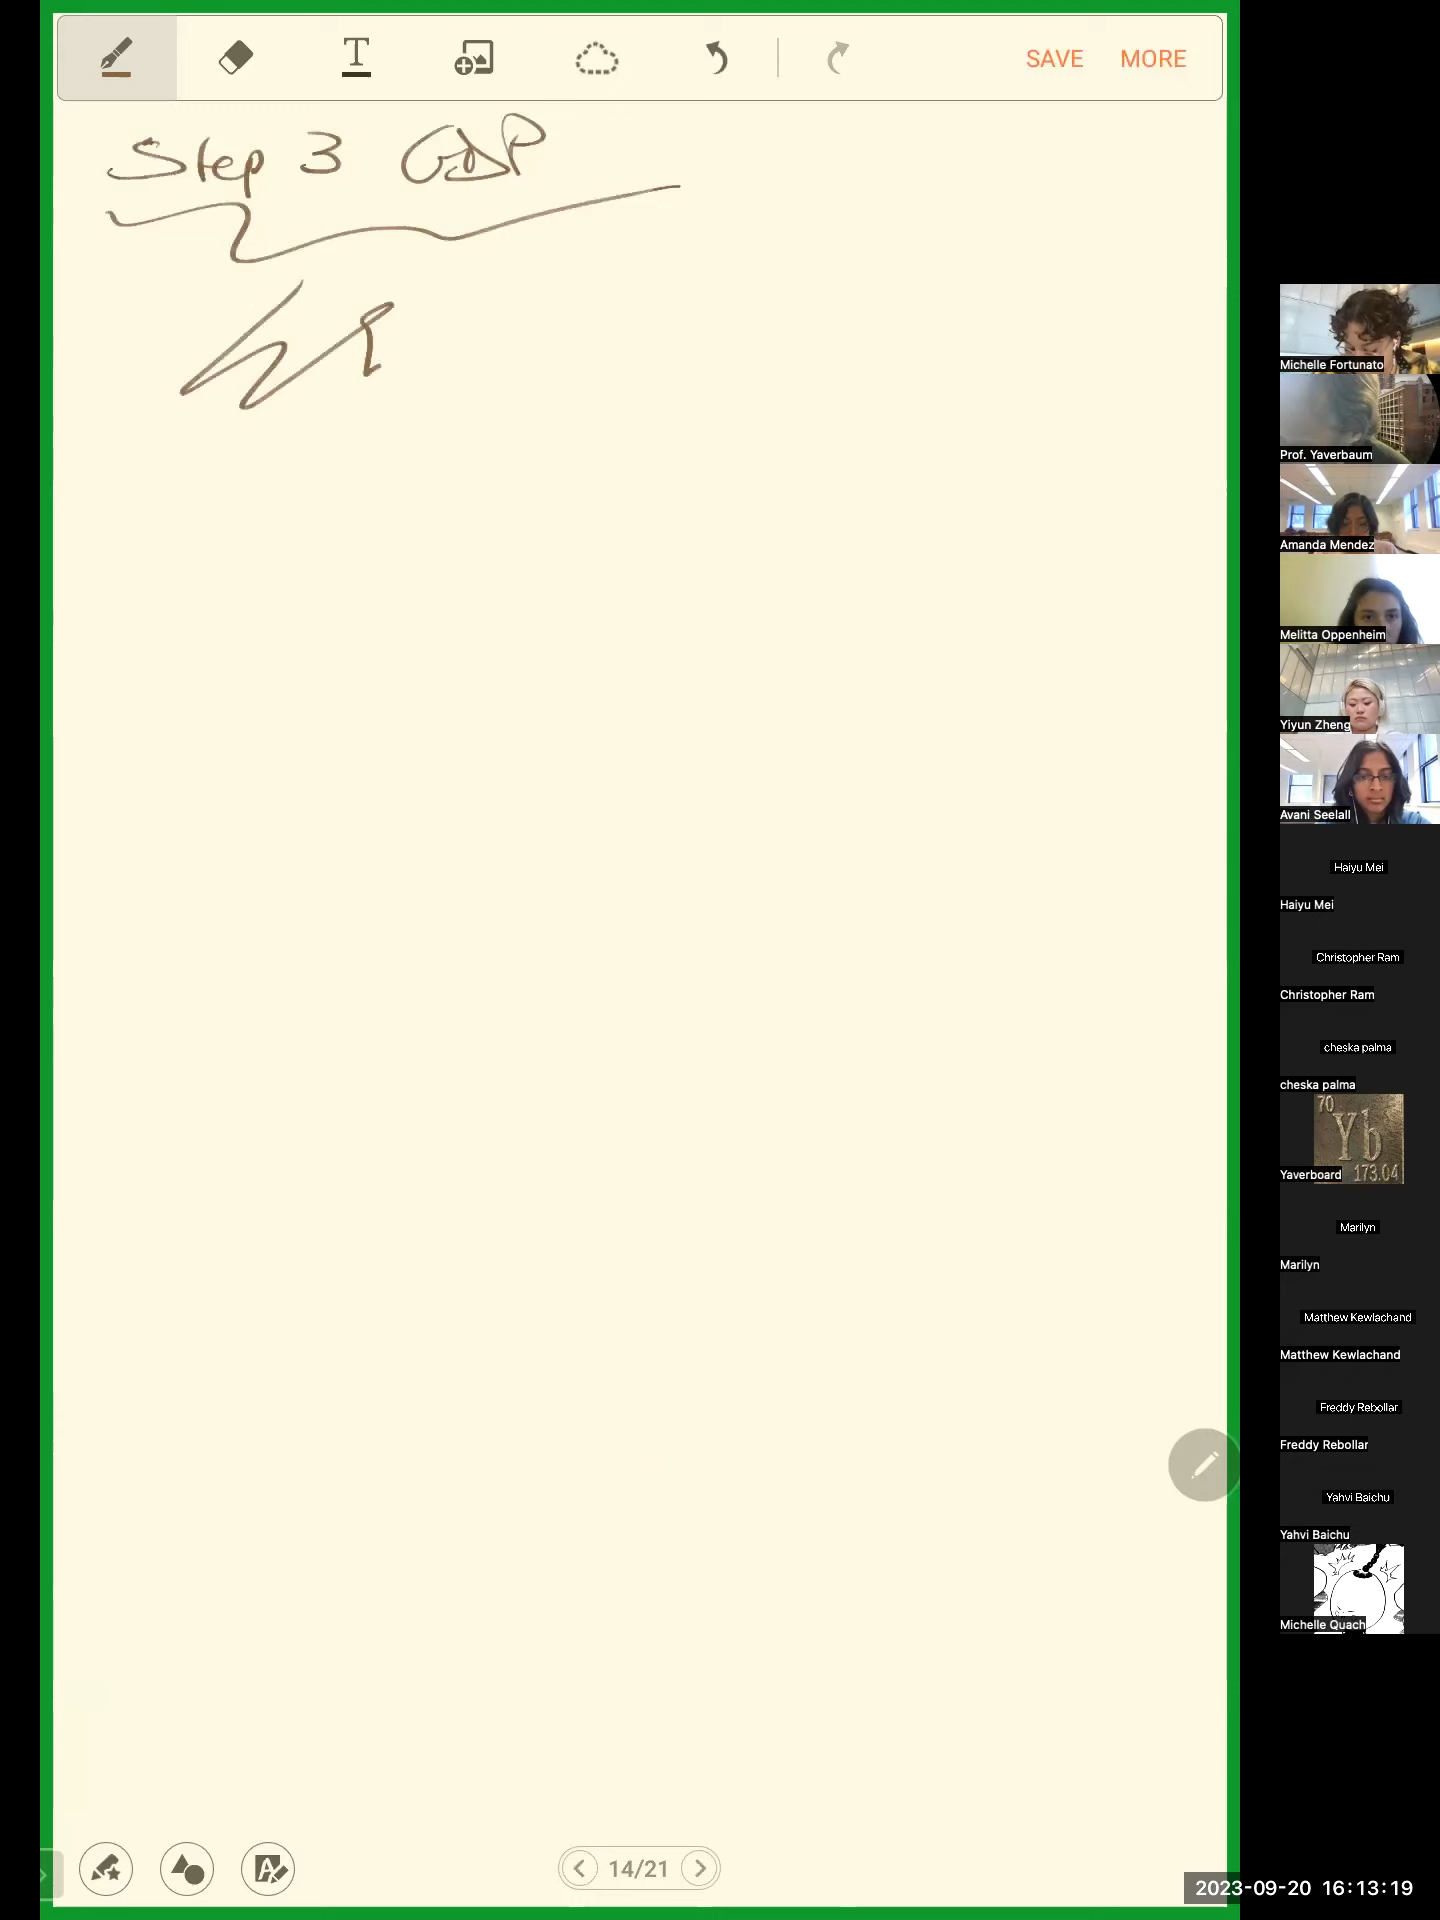 T
SAVE
MORE
Step 3 GDP
14/21
Michelle Fortunato
Prof. Yaverbaum
Amanda Mendez
Melitta Oppenheim
Yiyun Zheng
Avani Seelall
Haiyu Mei
Haiyu Mei
Christopher Ram
Christopher Ram
cheska palma
cheska palma
70
Yb
173.04
Yaverboard
Marilyn
Marilyn
Matthew Kewlachand
Matthew Kewlachand
Freddy Rebollar
Freddy Rebollar
Yahvi Baichu
Yahvi Baichu
Michelle Quach
2023-09-20 16:13:19